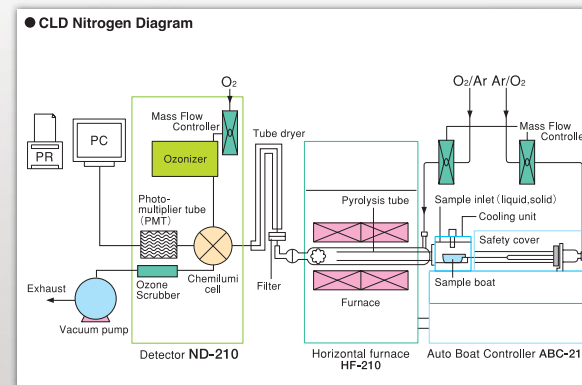 ● CLD Nitrogen Diagram
O₂
O₂/Ar Ar/O₂
Mass Flow
Controller
Tube dryer
Mass Flow
Controlle
PR
PC
Ozonizer
Pyrolysis tube
Sample inlet (liquid,solid)
Cooling unit
Photo-
multiplier tube
(PMT)
Safety cover
Exhaust
Ozone
Scrubber
Chemilumi
cell
Filter
Sample boat
Furnace
Vacuum pump
Detector ND-210
Horizontal furnace
HF-210
Auto Boat Controller ABC-21